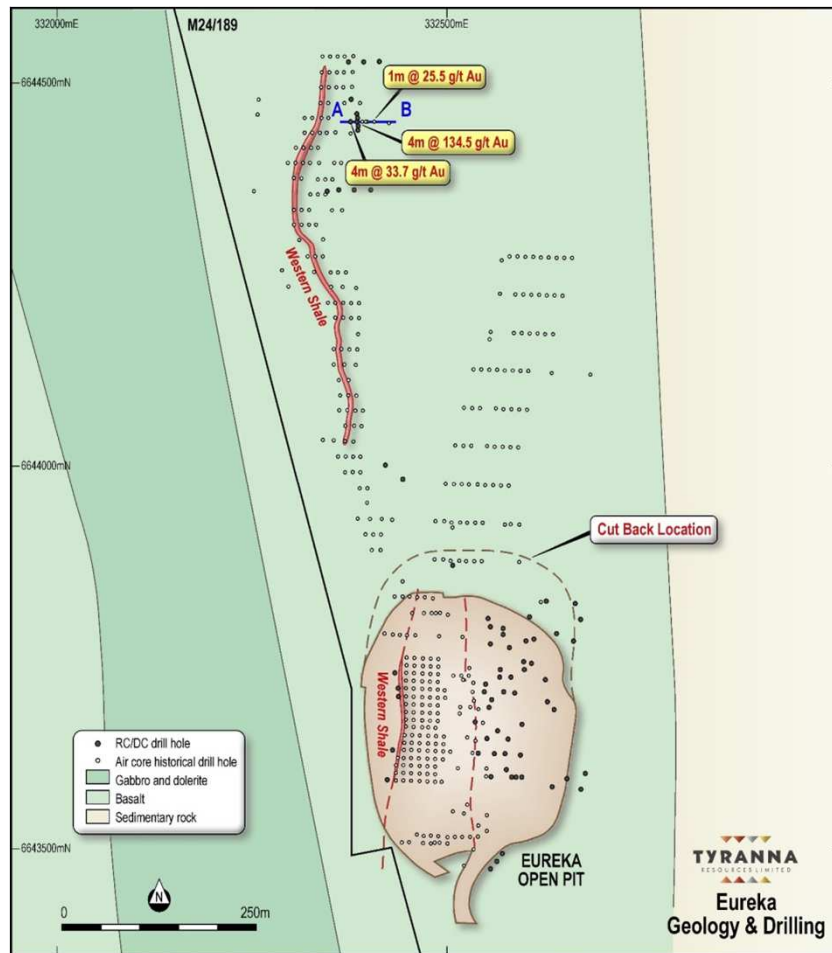 332000mE
332500mE
M24/189
6644500mN
1m @ 25.5 g/t Au
A
B
4m @ 134.5 g/t Au
4m @ 33.7 g/t Au
Western Shale
6644000mN
Cut Back Location
Western Shale
RC/DC drill hole
Air core historical drill hole
Gabbro and dolerite
Basalt
Sedimentary rock
6643500mN
EUREKA
OPEN PIT
N
0
250m
TYRANNA
RESOURCES LIMITED
Eureka
Geology & Drilling